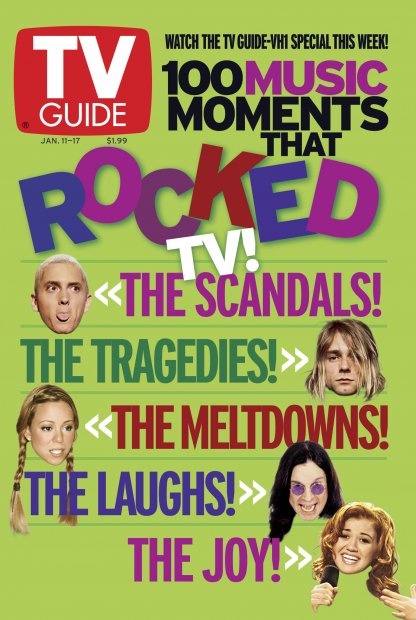 TV
GUIDE
®
JAN. 11–17 $1.99
WATCH THE TV GUIDE-VH1 SPECIAL THIS WEEK!
100 MUSIC
MOMENTS
THAT
ROCKED
TV!
«THE SCANDALS!
THE TRAGEDIES!»
«THE MELTDOWNS!
THE LAUGHS!»
THE JOY!»